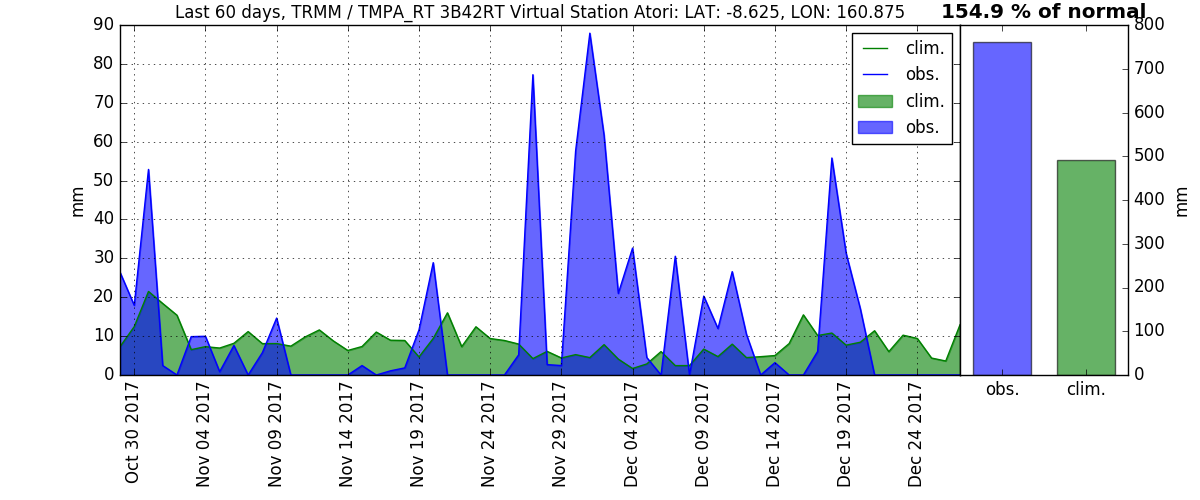 Last 60 days, TRMM / TMPA_RT 3B42RT Virtual Station Atori: LAT: -8.625, LON: 160.875
154.9 % of normal
90
80
70
60
50
40
30
20
10
0
mm
clim.
obs.
clim.
obs.
Oct 30 2017
Nov 04 2017
Nov 09 2017
Nov 14 2017
Nov 19 2017
Nov 24 2017
Nov 29 2017
Dec 04 2017
Dec 09 2017
Dec 14 2017
Dec 19 2017
Dec 24 2017
800
700
600
500
400
300
200
100
0
mm
obs. clim.